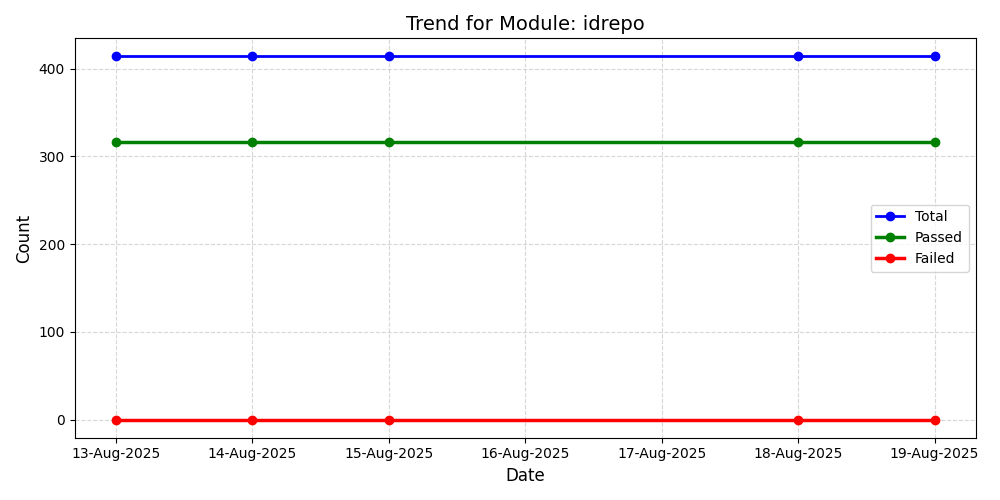 Trend for Module: idrepo
Count
400
300
200
100
0
Total
Passed
Failed
13-Aug-2025
14-Aug-2025
15-Aug-2025
16-Aug-2025
17-Aug-2025
18-Aug-2025
19-Aug-2025
Date